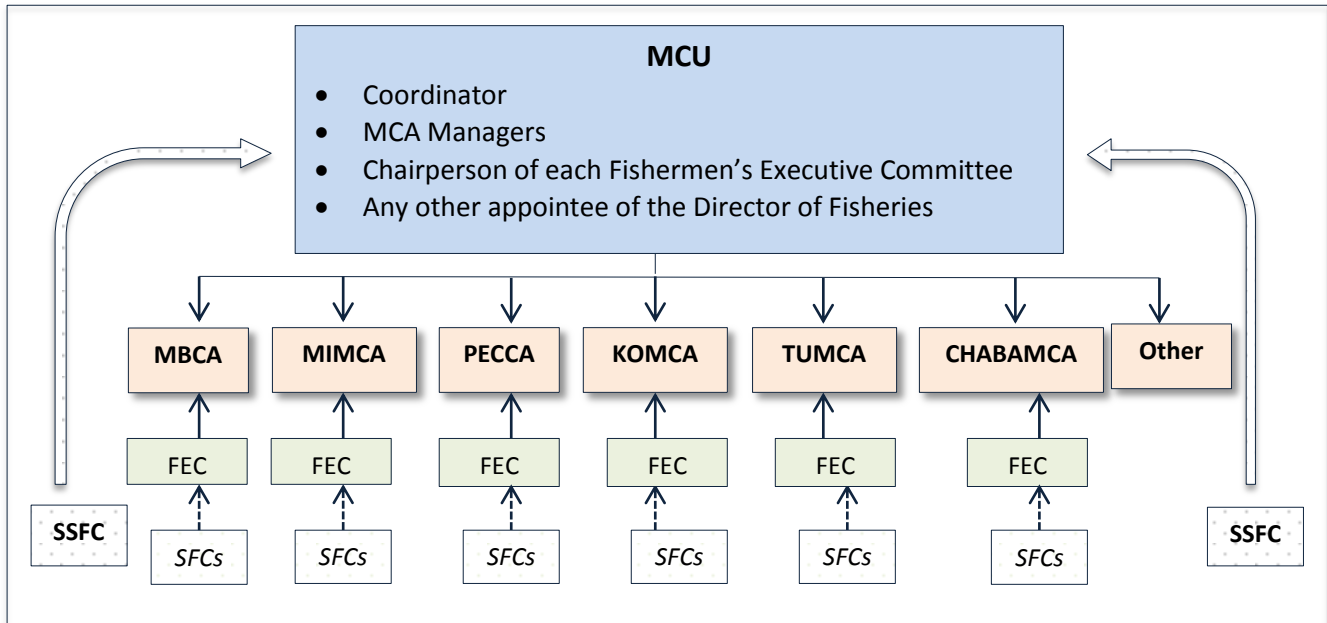 MCU
• Coordinator
• MCA Managers
• Chairperson of each Fishermen’s Executive Committee
• Any other appointee of the Director of Fisheries
MBCA
MIMCA
PECCA
KOMCA
TUMCA
CHABAMCA
Other
FEC
FEC
FEC
FEC
FEC
FEC
SSFC
SFCs
SFCs
SFCs
SFCs
SFCs
SFCs
SSFC